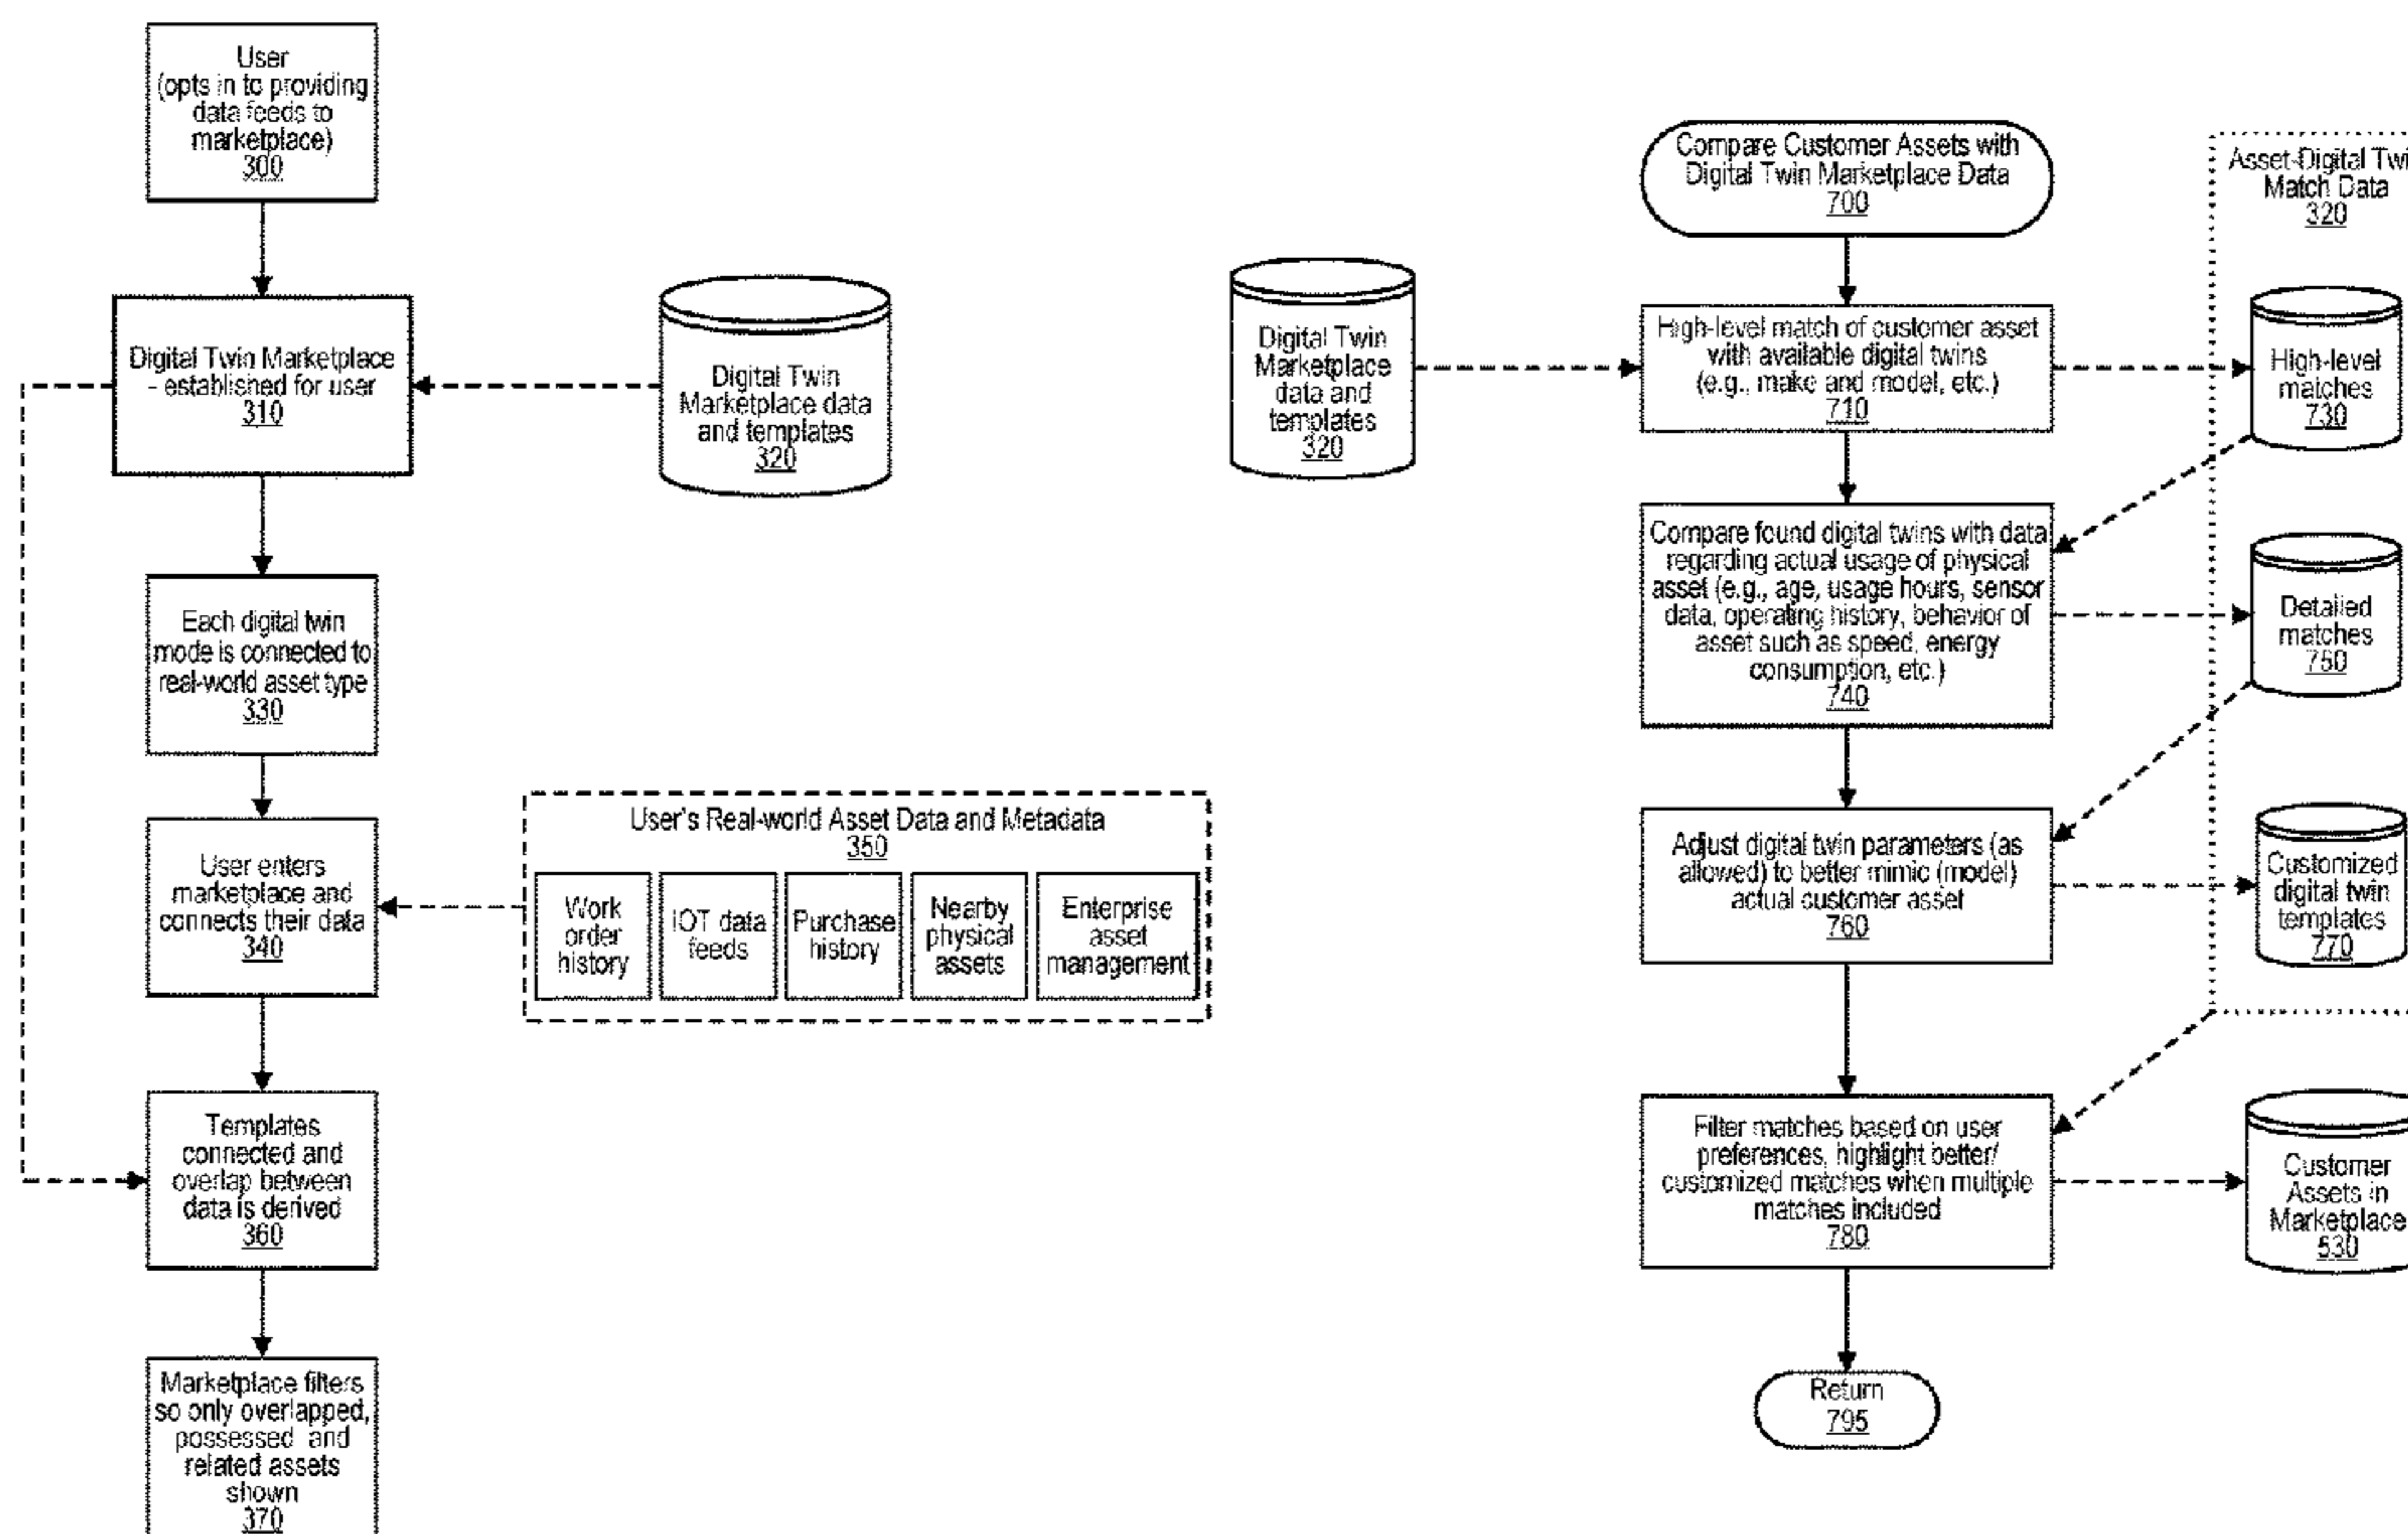 User
(opts in to providing
data feeds to
marketplace)
300
Digital Twin Marketplace
- established for user
310
Digital Twin
Marketplace data
and templates
320
Each digital twin
mode is connected to
real-world asset type
330
User enters
marketplace and
connects their data
340
User's Real-world Asset Data and Metadata
350
Work
order
history
IOT data
feeds
Purchase
history
Nearby
physical
assets
Enterprise
asset
management
Templates
connected and
overlap between
data is derived
360
Marketplace filters
so only overlapped,
possessed and
related assets
shown
370
Compare Customer Assets with
Digital Twin Marketplace Data
700
Digital Twin
Marketplace
data and
templates
320
High-level match of customer asset
with available digital twins
(e.g., make and model, etc.)
710
Asset-Digital Twi
Match Data
320
High-level
matches
730
Compare found digital twins with data
regarding actual usage of physical
asset (e.g., age, usage hours, sensor
data, operating history, behavior of
asset such as speed, energy
consumption, etc.)
740
Detailed
matches
750
Adjust digital twin parameters (as
allowed) to better mimic (model)
actual customer asset
760
Customized
digital twin
templates
770
Filter matches based on user
preferences, highlight better/
customized matches when multiple
matches included
780
Customer
Assets in
Marketplace
530
Return
795